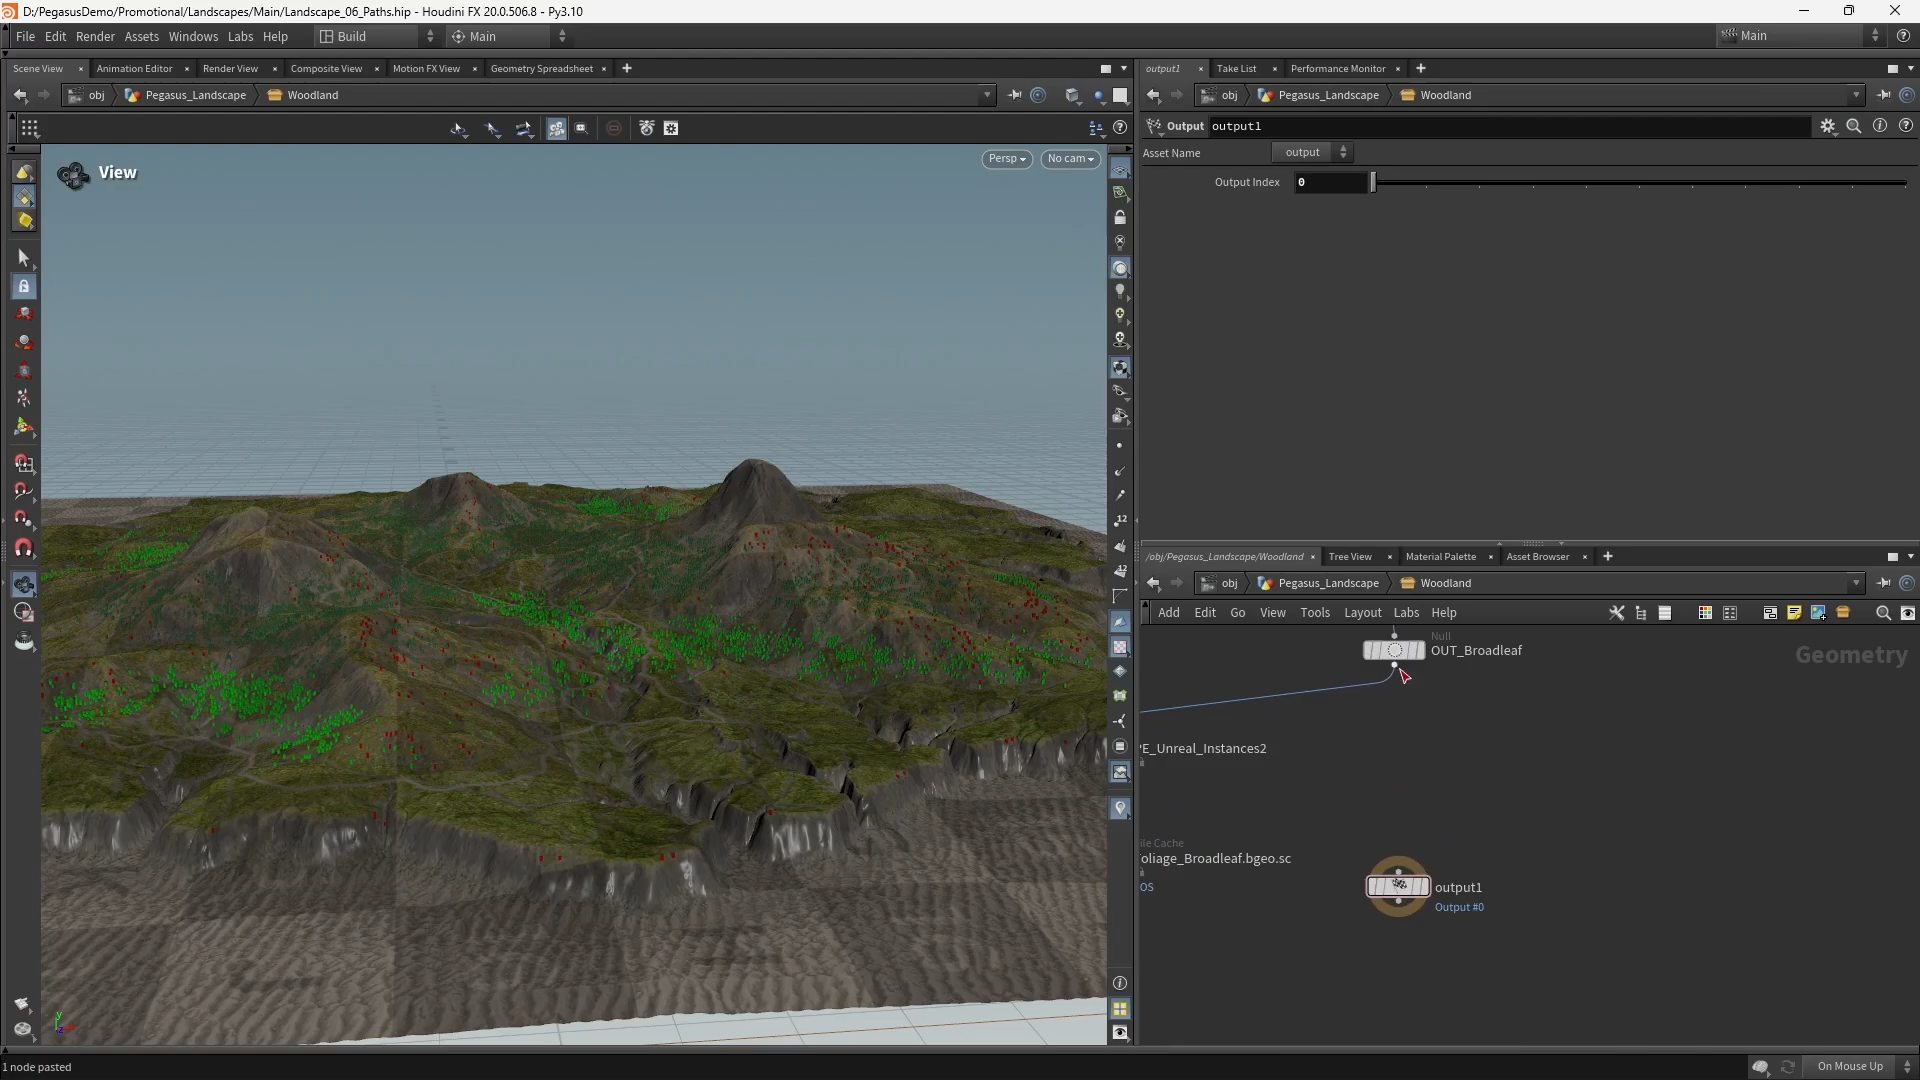 D:/PegasusDemo/Promotional/Landscapes/Main/Landscape_06_Paths.hip - Houdini FX 20.0.506.8 - Py3.10
File Edit Render Assets Windows Labs Help Build Main Main
Scene View Animation Editor Render View Composite View Motion FX View Geometry Spreadsheet
obj Pegasus_Landscape Woodland
View
Persp No cam
12
12
output1 Take List Performance Monitor
obj Pegasus_Landscape Woodland
Output output1
Asset Name output
Output Index 0
/obj/Pegasus_Landscape/Woodland Tree View Material Palette Asset Browser
obj Pegasus_Landscape Woodland
Add Edit Go View Tools Layout Labs Help
Null
OUT_Broadleaf
Geometry
E_Unreal_Instances2
ile Cache
oliage_Broadleaf.bgeo.sc
OS
output1
Output #0
y
z
1 node pasted
On Mouse Up